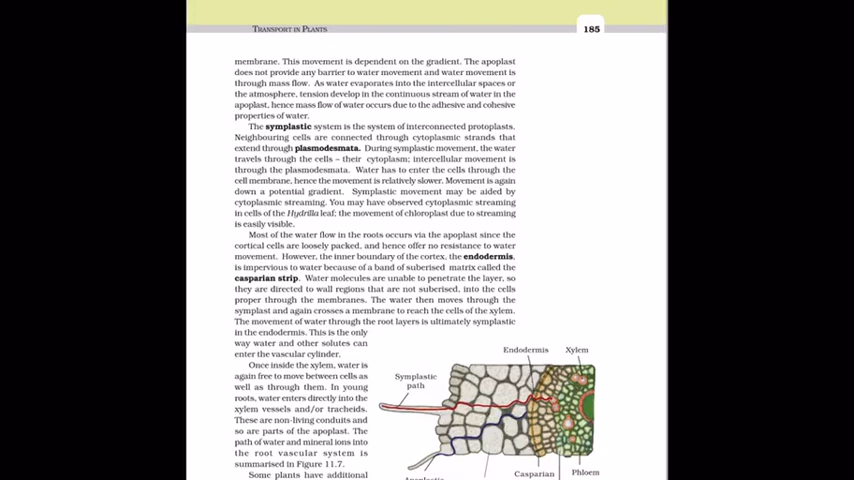 TRANSPORT IN PLANTS
185
membrane. This movement is dependent on the gradient. The apoplast
does not provide any barrier to water movement and water movement is
through mass flow. As water evaporates into the intercellular spaces or
the atmosphere, tension develop in the continuous stream of water in the
apoplast, hence mass flow of water occurs due to the adhesive and cohesive
properties of water.
The symplastic system is the system of interconnected protoplasts.
Neighbouring cells are connected through cytoplasmic strands that
extend through plasmodesmata. During symplastic movement, the water
travels through the cells – their cytoplasm; intercellular movement is
through the plasmodesmata. Water has to enter the cells through the
cell membrane, hence the movement is relatively slower. Movement is again
down a potential gradient. Symplastic movement may be aided by
cytoplasmic streaming. You may have observed cytoplasmic streaming
in cells of the Hydrilla leaf; the movement of chloroplast due to streaming
is easily visible.
Most of the water flow in the roots occurs via the apoplast since the
cortical cells are loosely packed, and hence offer no resistance to water
movement. However, the inner boundary of the cortex, the endodermis,
is impervious to water because of a band of suberised matrix called the
casparian strip. Water molecules are unable to penetrate the layer, so
they are directed to wall regions that are not suberised, into the cells
proper through the membranes. The water then moves through the
symplast and again crosses a membrane to reach the cells of the xylem.
The movement of water through the root layers is ultimately symplastic
in the endodermis. This is the only
way water and other solutes can
enter the vascular cylinder.
Once inside the xylem, water is
again free to move between cells as
well as through them. In young
roots, water enters directly into the
xylem vessels and/or tracheids.
These are non-living conduits and
so are parts of the apoplast. The
path of water and mineral ions into
the root vascular system is
summarised in Figure 11.7.
Some plants have additional
Endodermis
Xylem
Symplastic
path
Casparian
Phloem
Apoplastic